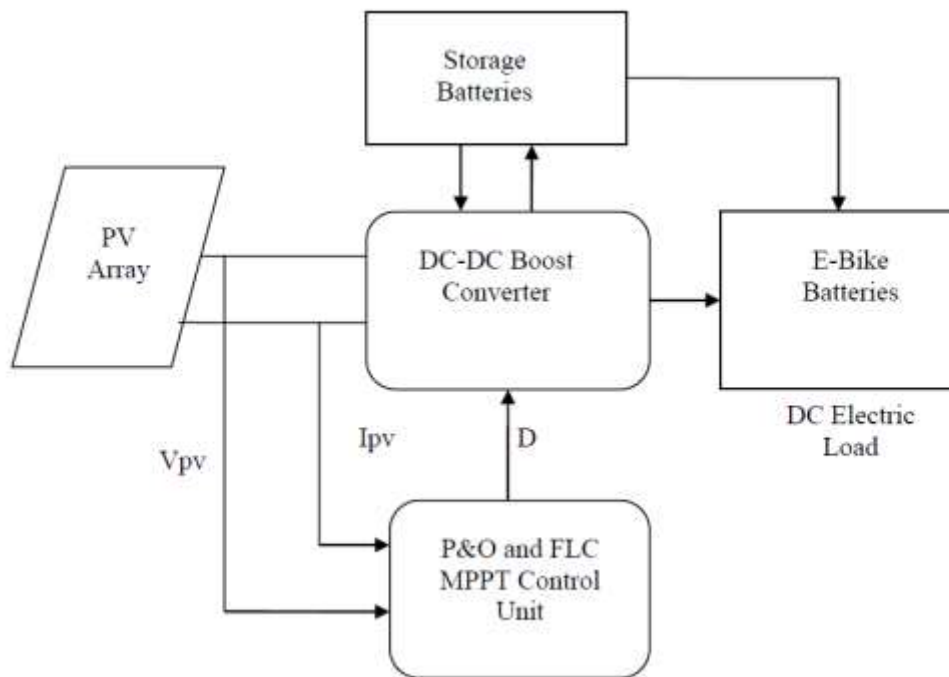 Storage
Batteries
PV
Array
DC-DC Boost
Converter
E-Bike
Batteries
DC Electric
Load
Ipv
D
Vpv
P&O and FLC
MPPT Control
Unit